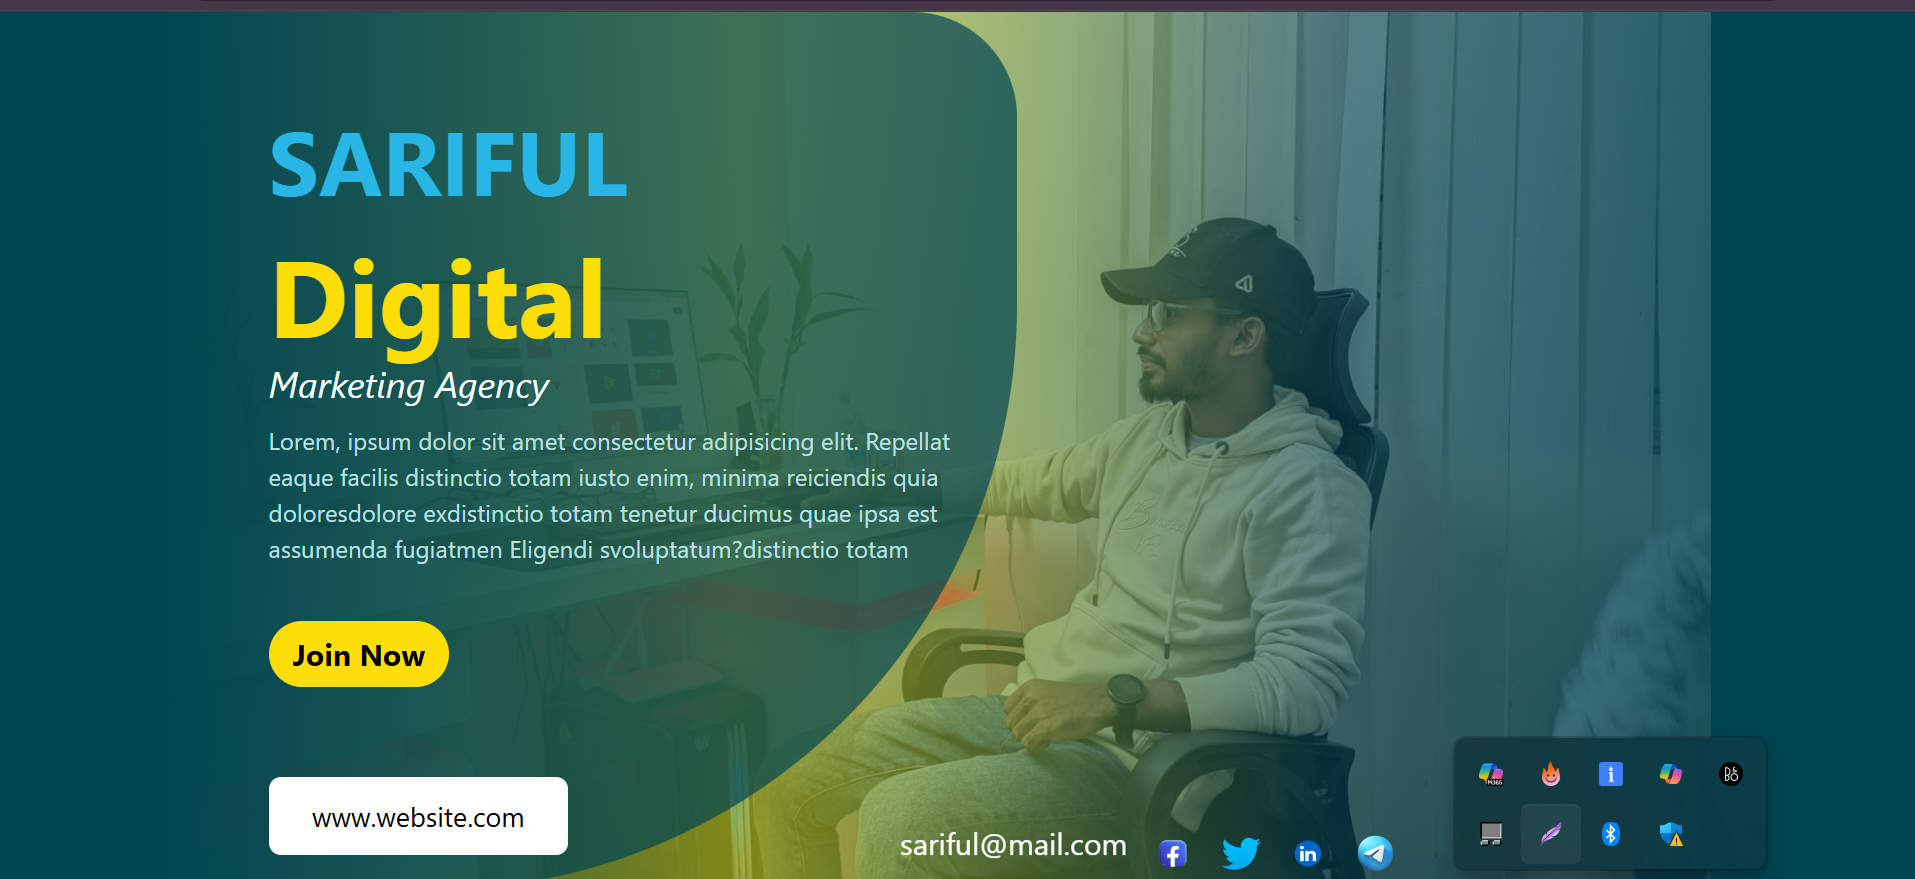 SARIFUL
Digital
Marketing Agency
Lorem, ipsum dolor sit amet consectetur adipisicing elit. Repellat
eaque facilis distinctio totam iusto enim, minima reiciendis quia
doloresdolore exdistinctio totam tenetur ducimus quae ipsa est
assumenda fugiatmen Eligendi svoluptatum?distinctio totam
Join Now
www.website.com
sariful@mail.com
M365
B&O